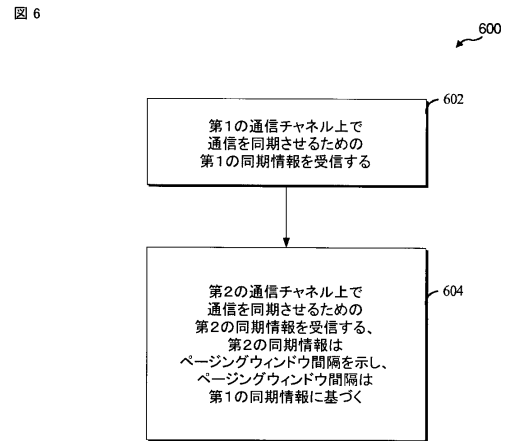 図 6
600
602
第1の通信チャネル上で
通信を同期させるための
第1の同期情報を受信する
604
第2の通信チャネル上で
通信を同期させるための
第2の同期情報を受信する、
第2の同期情報は
ページングウィンドウ間隔を示し、
ページングウィンドウ間隔は
第1の同期情報に基づく